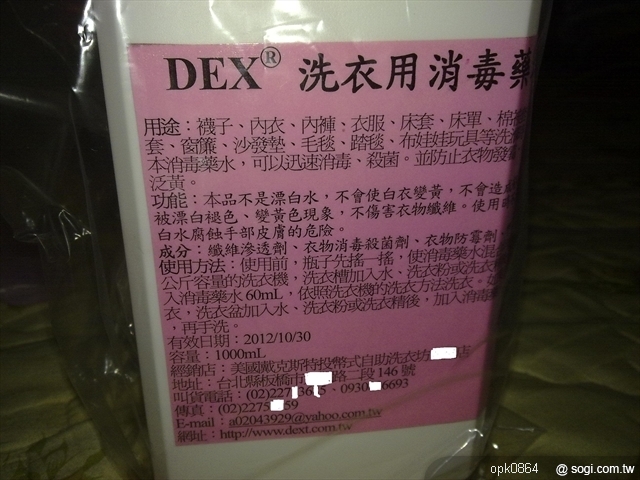 DEX® 洗衣用消毒藥
用途：襪子、內衣、內褲、衣服、床套、床單、棉被
套、窗簾、沙發墊、毛毯、踏毯、布娃娃玩具等洗滌
本消毒藥水，可以迅速消毒、殺菌。並防止衣物發霉
泛黃。
功能：本品不是漂白水，不會使白衣變黃，不會造成
被漂白褪色、變黃色現象，不傷害衣物纖維。使用
白水腐蝕手部皮膚的危險。
成分：纖維滲透劑、衣物消毒殺菌劑、衣物防霉劑
使用方法：使用前，瓶子先搖一搖，使消毒藥水混
公斤容量的洗衣機，洗衣槽加入水、洗衣粉或洗衣
入消毒藥水 60mL，依照洗衣機的洗衣方法洗衣。
，洗衣盆加入水、洗衣粉或洗衣精後，加入消毒
，再手洗。
有效日期：2012/10/30
容量：1000mL
經銷店：美國戴克斯特投幣式自助洗衣坊 店
地址：台北縣板橋市 路二段 146 號
叫貨電話：(02)227 3 6 5、0930 6693
傳真：(02)2275 59
E-mail：a02043929@yahoo.com.tw
網址：http://www.dext.com.tw
opk0864 @ sogi.com.tw